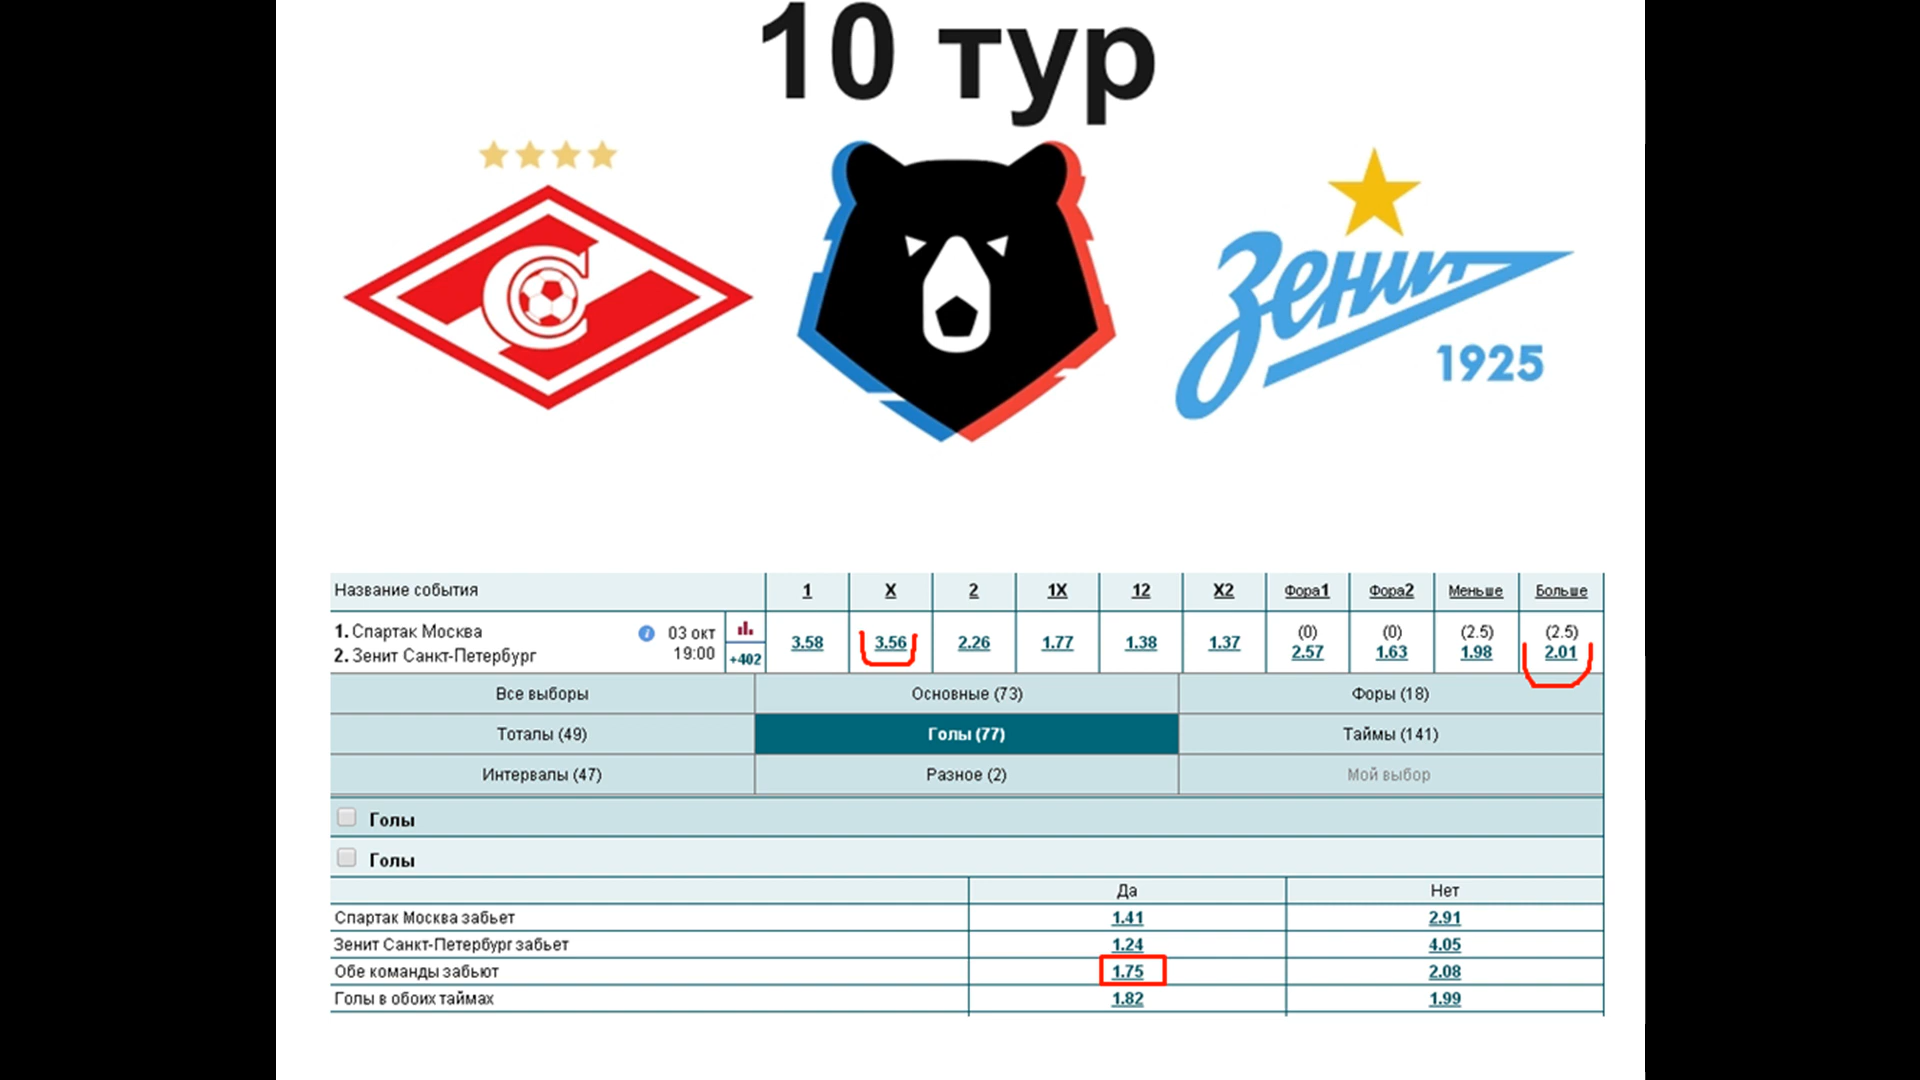 10 тур
С
Зенит
1925
Название события 1 X 2 1X 12 X2 Фора1 Фора2 Меньше Больше
1. Спартак Москва 03 окт
2. Зенит Санкт-Петербург 19:00 +402 3.58 3.56 2.26 1.77 1.38 1.37 (0) 2.57 (0) 1.63 (2.5) 1.98 (2.5) 2.01
Все выборы Основные (73) Форы (18)
Тоталы (49) Голы (77) Таймы (141)
Интервалы (47) Разное (2) Мой выбор
Голы
Голы
Да Нет
Спартак Москва забьет 1.41 2.91
Зенит Санкт-Петербург забьет 1.24 4.05
Обе команды забьют 1.75 2.08
Голы в обоих таймах 1.82 1.99